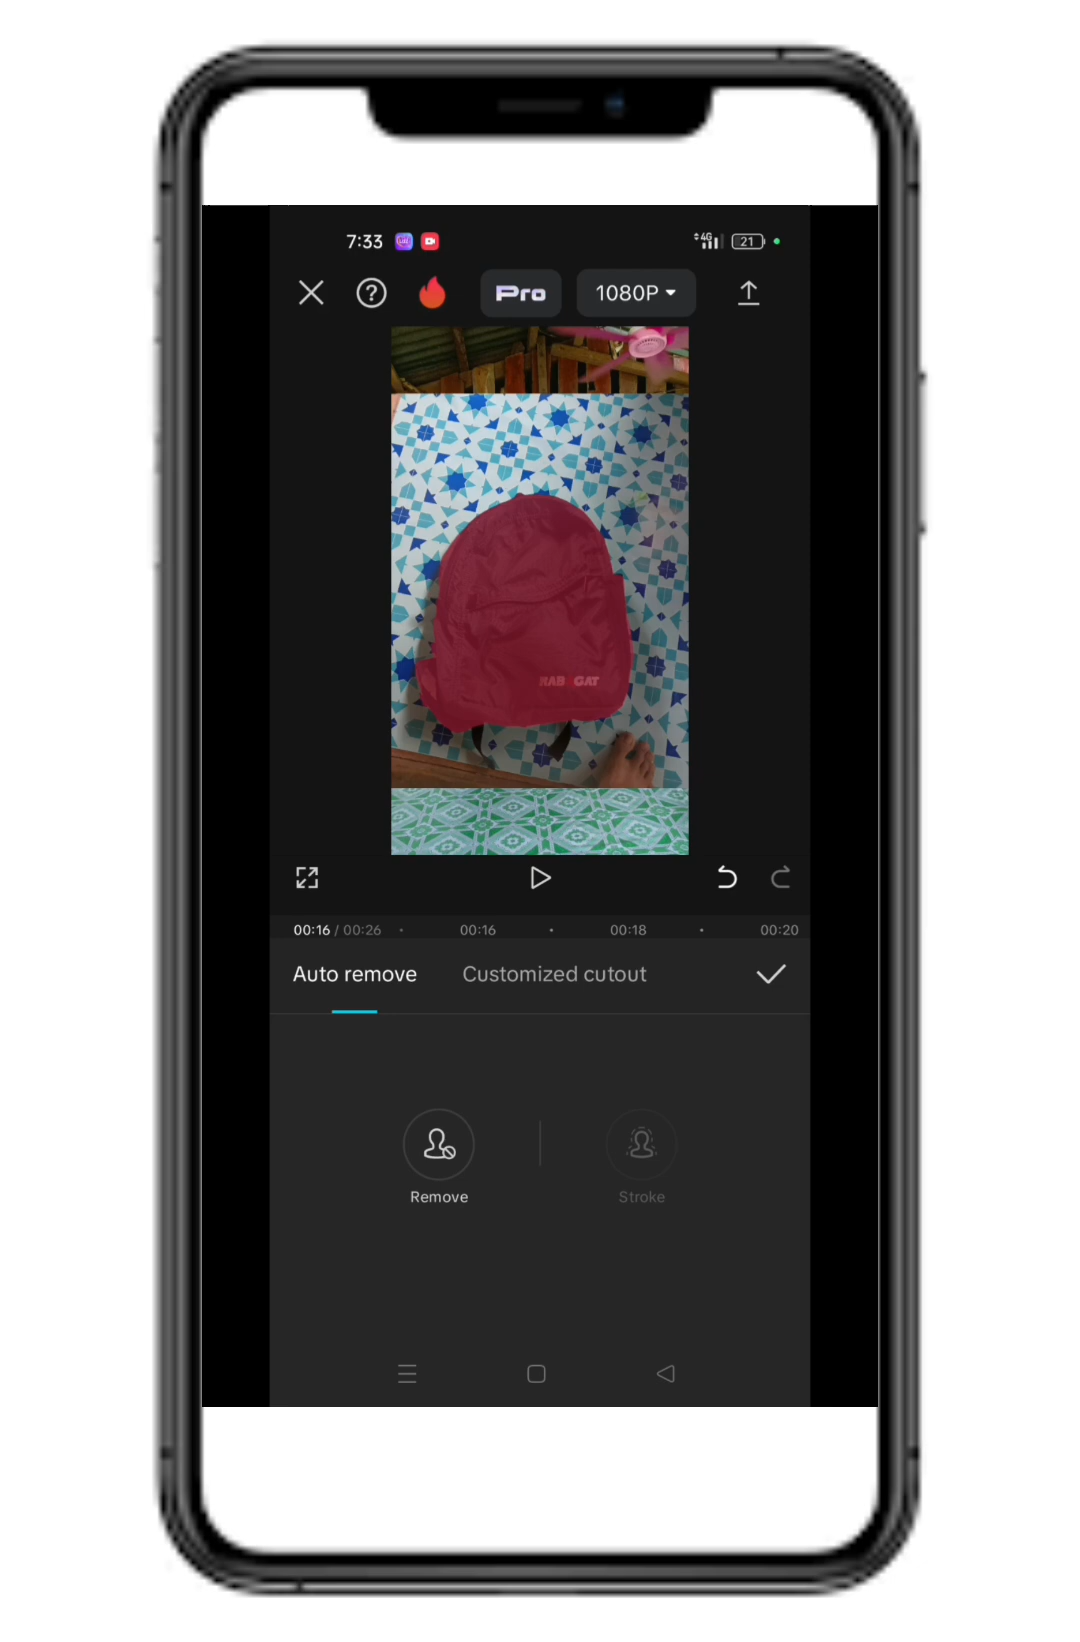 7:33 4G 21
Pro 1080P
00:16 / 00:26 00:16 00:18 00:20
Auto remove Customized cutout
Remove Stroke